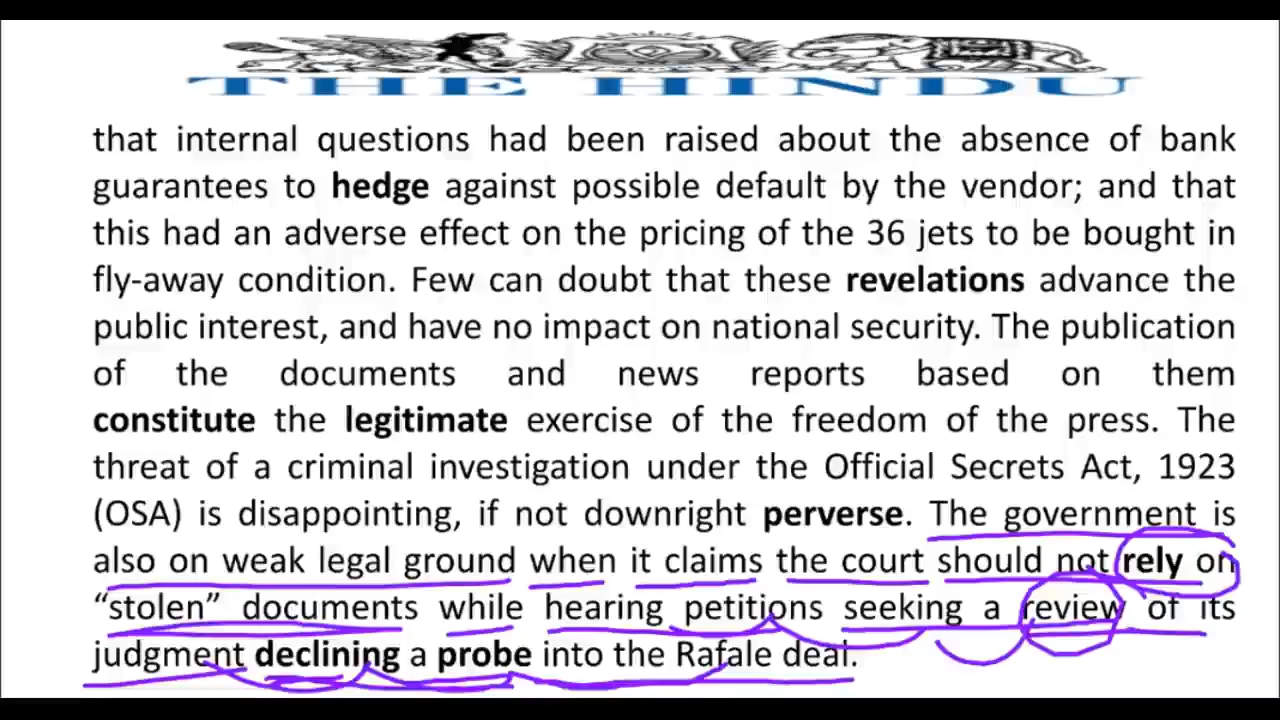 THE HINDU
that internal questions had been raised about the absence of bank
guarantees to hedge against possible default by the vendor; and that
this had an adverse effect on the pricing of the 36 jets to be bought in
fly-away condition. Few can doubt that these revelations advance the
public interest, and have no impact on national security. The publication
of the documents and news reports based on them
constitute the legitimate exercise of the freedom of the press. The
threat of a criminal investigation under the Official Secrets Act, 1923
(OSA) is disappointing, if not downright perverse. The government is
also on weak legal ground when it claims the court should not rely on
“stolen” documents while hearing petitions seeking a review of its
judgment declining a probe into the Rafale deal.